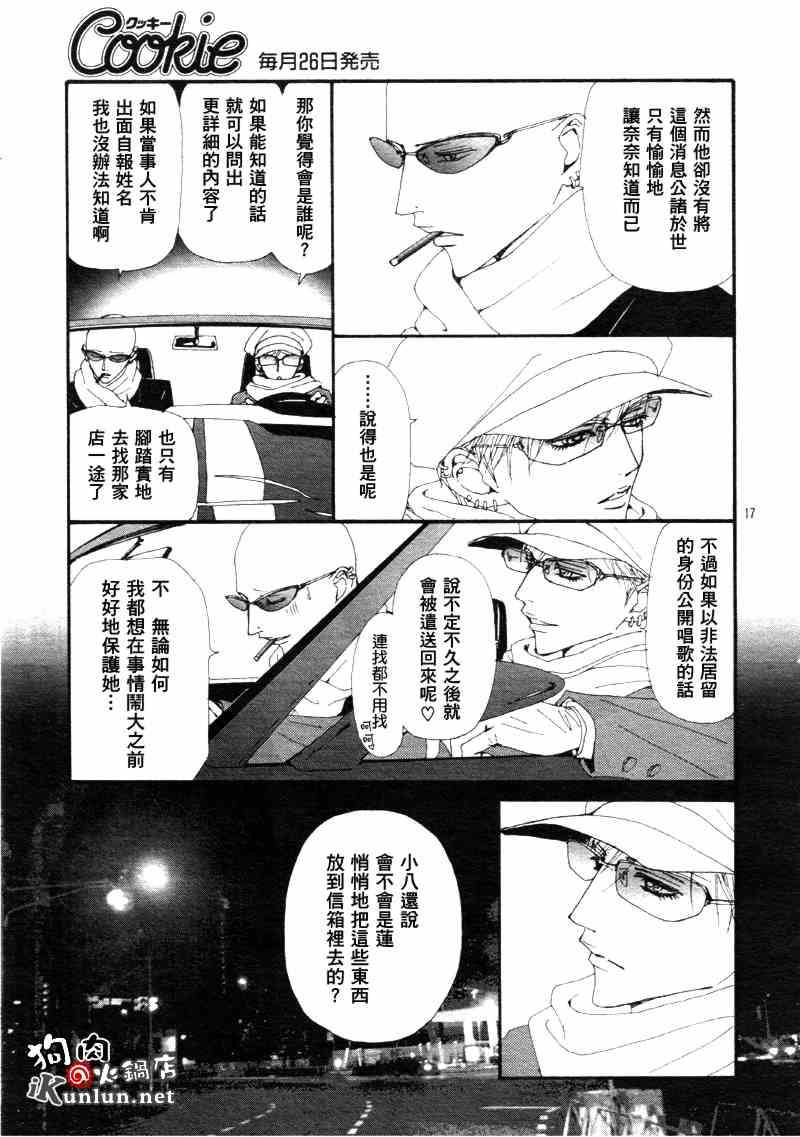 クッキー
Cookie
毎月26日発売
然而他卻沒有將
這個消息公諸於世
只有愉愉地
讓奈奈知道而已
那你覺得會是誰呢？
如果能知道的話
就可以問出
更詳細的內容了
如果當事人不肯
出面自報姓名
我也沒辦法知道啊
也只有
腳踏實地
去找那家
店一途了
……說得也是呢
17
不過如果以非法居留
的身份公開唱歌的話
說不定不久之後就
會被遣送回來呢♡
連找都不用找
呵呵
不 無論如何
我都想在事情鬧大之前
好好地保護她…
小八還說
會不會是蓮
悄悄地把這些東西
放到信箱裡去的？
狗肉火鍋店
iKunlun.net